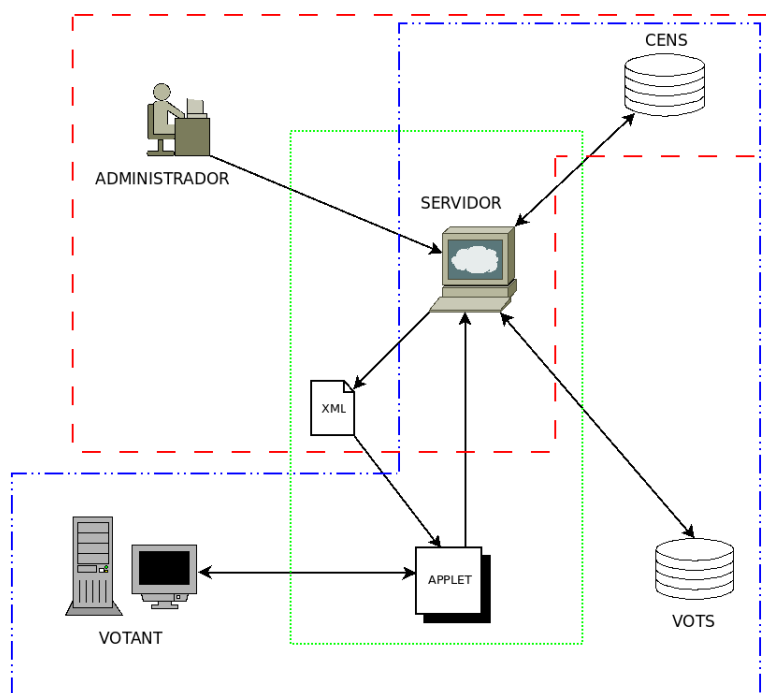 CENS
ADMINISTRADOR
SERVIDOR
XML
APPLET
VOTANT
VOTS